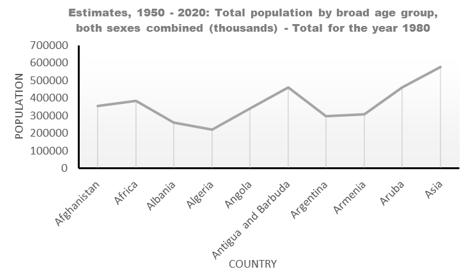 Estimates, 1950 - 2020: Total population by broad age group,
both sexes combined (thousands) - Total for the year 1980
700000
600000
500000
400000
300000
200000
100000
0
POPULATION
Afghanistan
Africa
Albania
Algeria
Angola
Antigua and Barbuda
Argentina
Armenia
Aruba
Asia
COUNTRY